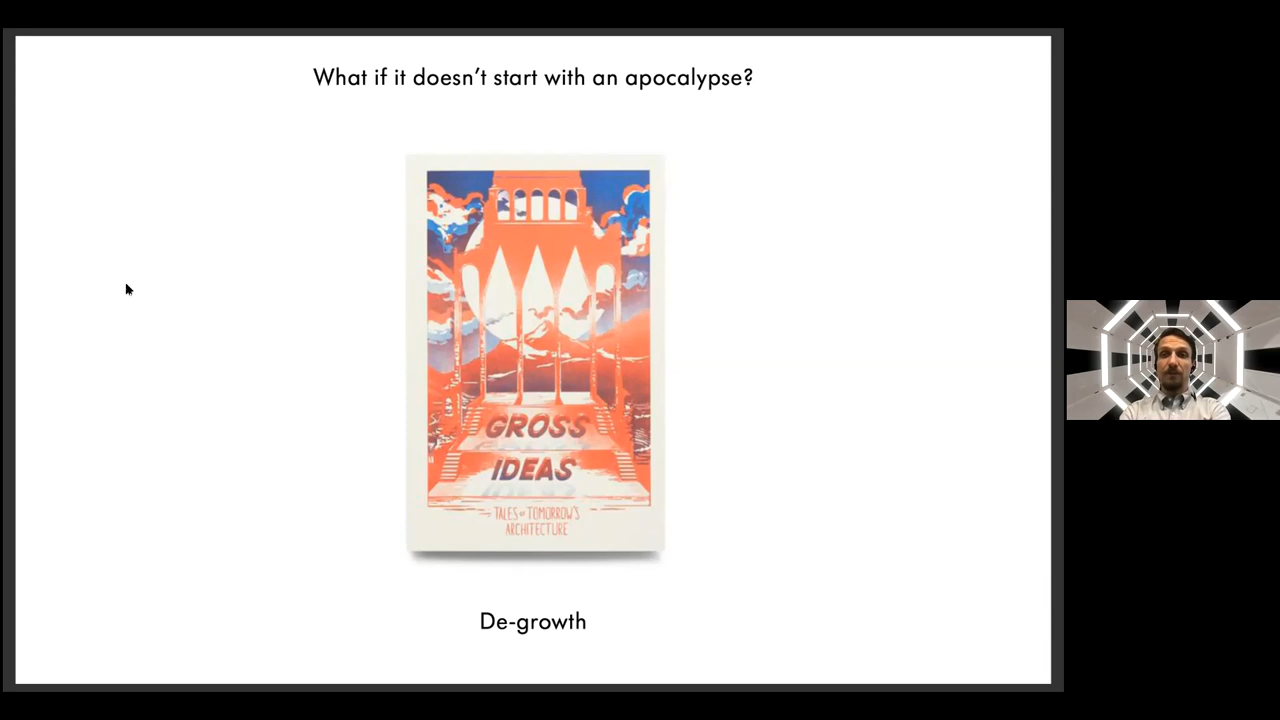 What if it doesn’t start with an apocalypse?
GROSS
IDEAS
TALES OF TOMORROW'S
ARCHITECTURE
De-growth